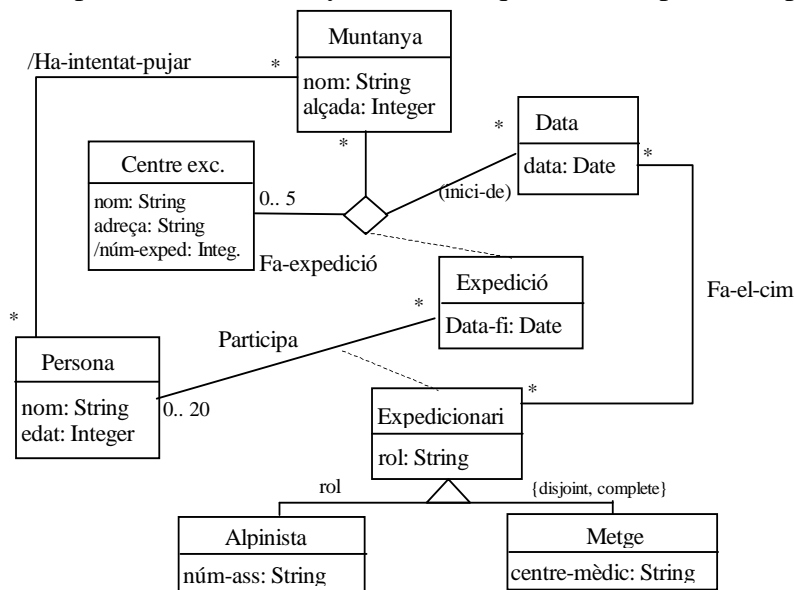 Muntanya
nom: String
alçada: Integer
/Ha-intentat-pujar
*
*
*
Data
data: Date
*
*
Centre exc.
nom: String
adreça: String
/núm-exped: Integ.
0.. 5
(inici-de)
Fa-expedició
Expedició
Data-fi: Date
Fa-el-cim
*
Participa
*
Persona
nom: String
edat: Integer
0.. 20
Expedicionari
rol: String
*
rol
{disjoint, complete}
Alpinista
núm-ass: String
Metge
centre-mèdic: String